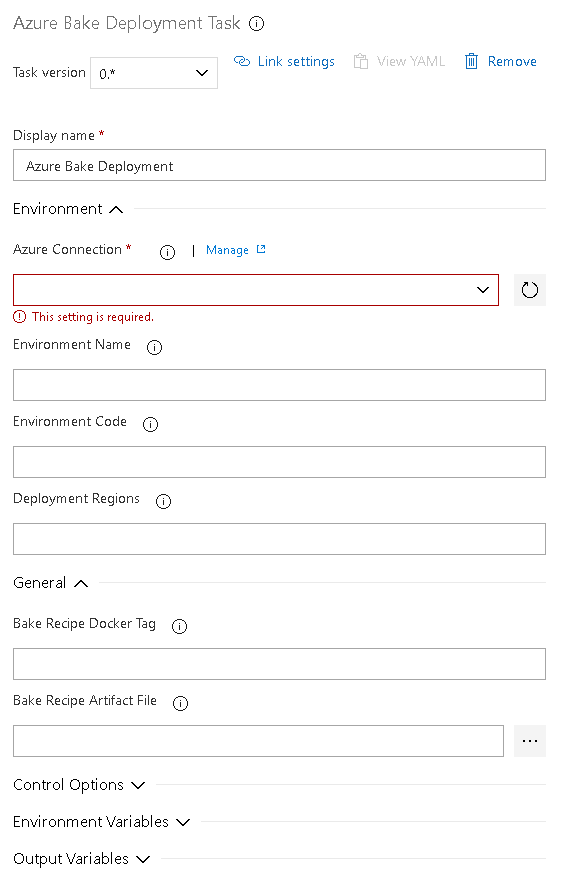 Azure Bake Deployment Task
Task version 0.* Link settings View YAML Remove
Display name *
Azure Bake Deployment
Environment
Azure Connection * | Manage
This setting is required.
Environment Name
Environment Code
Deployment Regions
General
Bake Recipe Docker Tag
Bake Recipe Artifact File
...
Control Options
Environment Variables
Output Variables